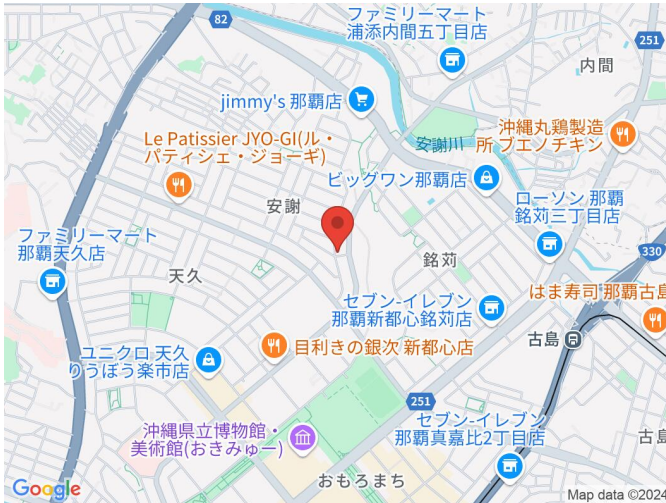 ファミリーマート
浦添内間五丁目店
82
251
内間
jimmy's 那覇店
沖縄丸鶏製造
所 ブエノチキン
Le Patissier JYO-GI(ル・
パティシェ・ジョーギ)
安謝川
ビッグワン那覇店
安謝
ローソン 那覇
銘苅三丁目店
ファミリーマート
那覇天久店
銘苅
330
天久
はま寿司 那覇古島
セブン-イレブン
那覇新都心銘苅店
古島
目利きの銀次 新都心店
ユニクロ 天久
りうぼう楽市店
251
セブン-イレブン
那覇真嘉比2丁目店
沖縄県立博物館・
美術館(おきみゅー)
古島
おもろまち
Google
Map data ©2024